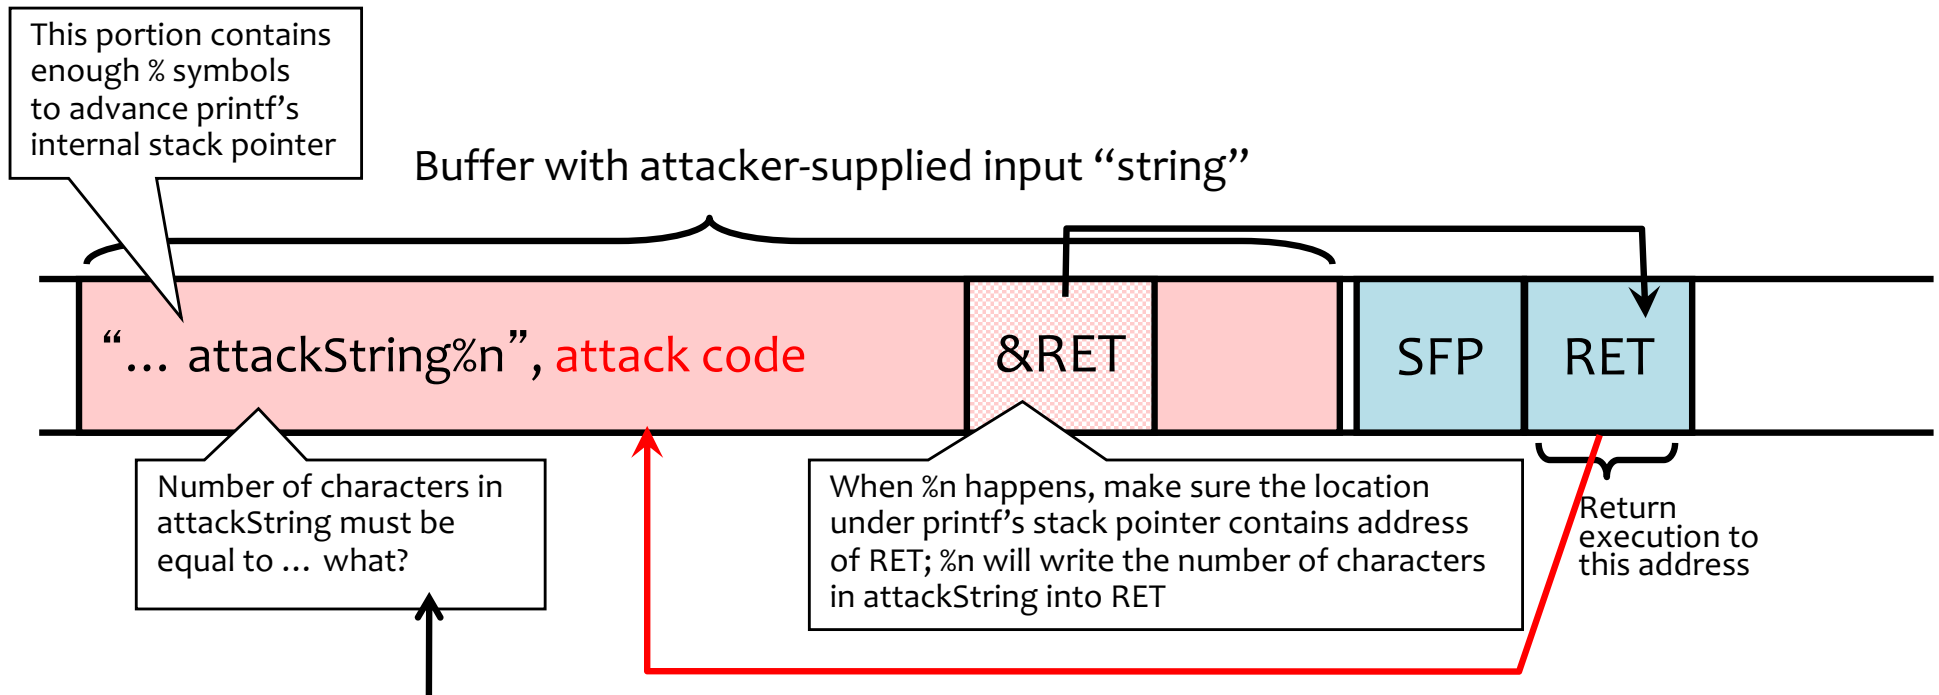 This portion contains
enough % symbols
to advance printf’s
internal stack pointer
Buffer with attacker-supplied input “string”
“… attackString%n”, attack code
&RET
SFP
RET
Number of characters in
attackString must be
equal to … what?
When %n happens, make sure the location
under printf’s stack pointer contains address
of RET; %n will write the number of characters
in attackString into RET
Return
execution to
this address